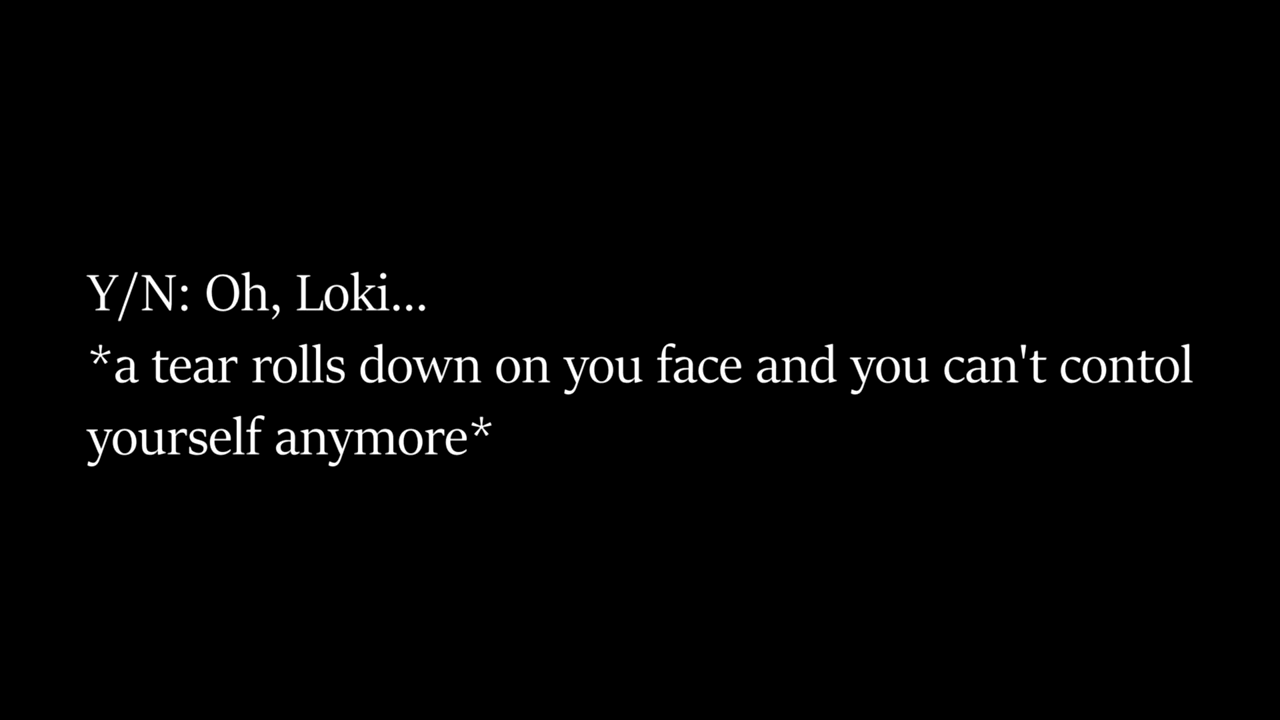 Y/N: Oh, Loki...
*a tear rolls down on you face and you can't contol
yourself anymore*